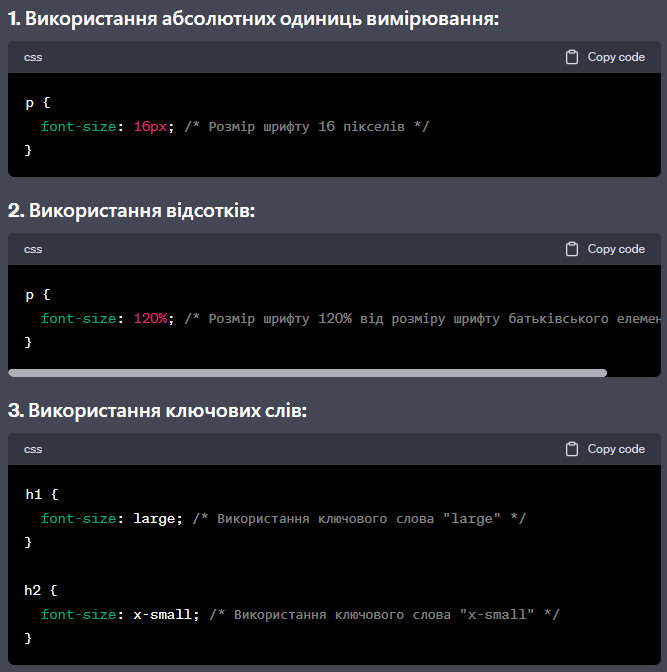 1. Використання абсолютних одиниць вимірювання:
css Copy code
p {
font-size: 16px; /* Розмір шрифту 16 пікселів */
}
2. Використання відсотків:
css Copy code
p {
font-size: 120%; /* Розмір шрифту 120% від розміру шрифту батьківського елемен
}
3. Використання ключових слів:
css Copy code
h1 {
font-size: large; /* Використання ключового слова "large" */
}
h2 {
font-size: x-small; /* Використання ключового слова "x-small" */
}